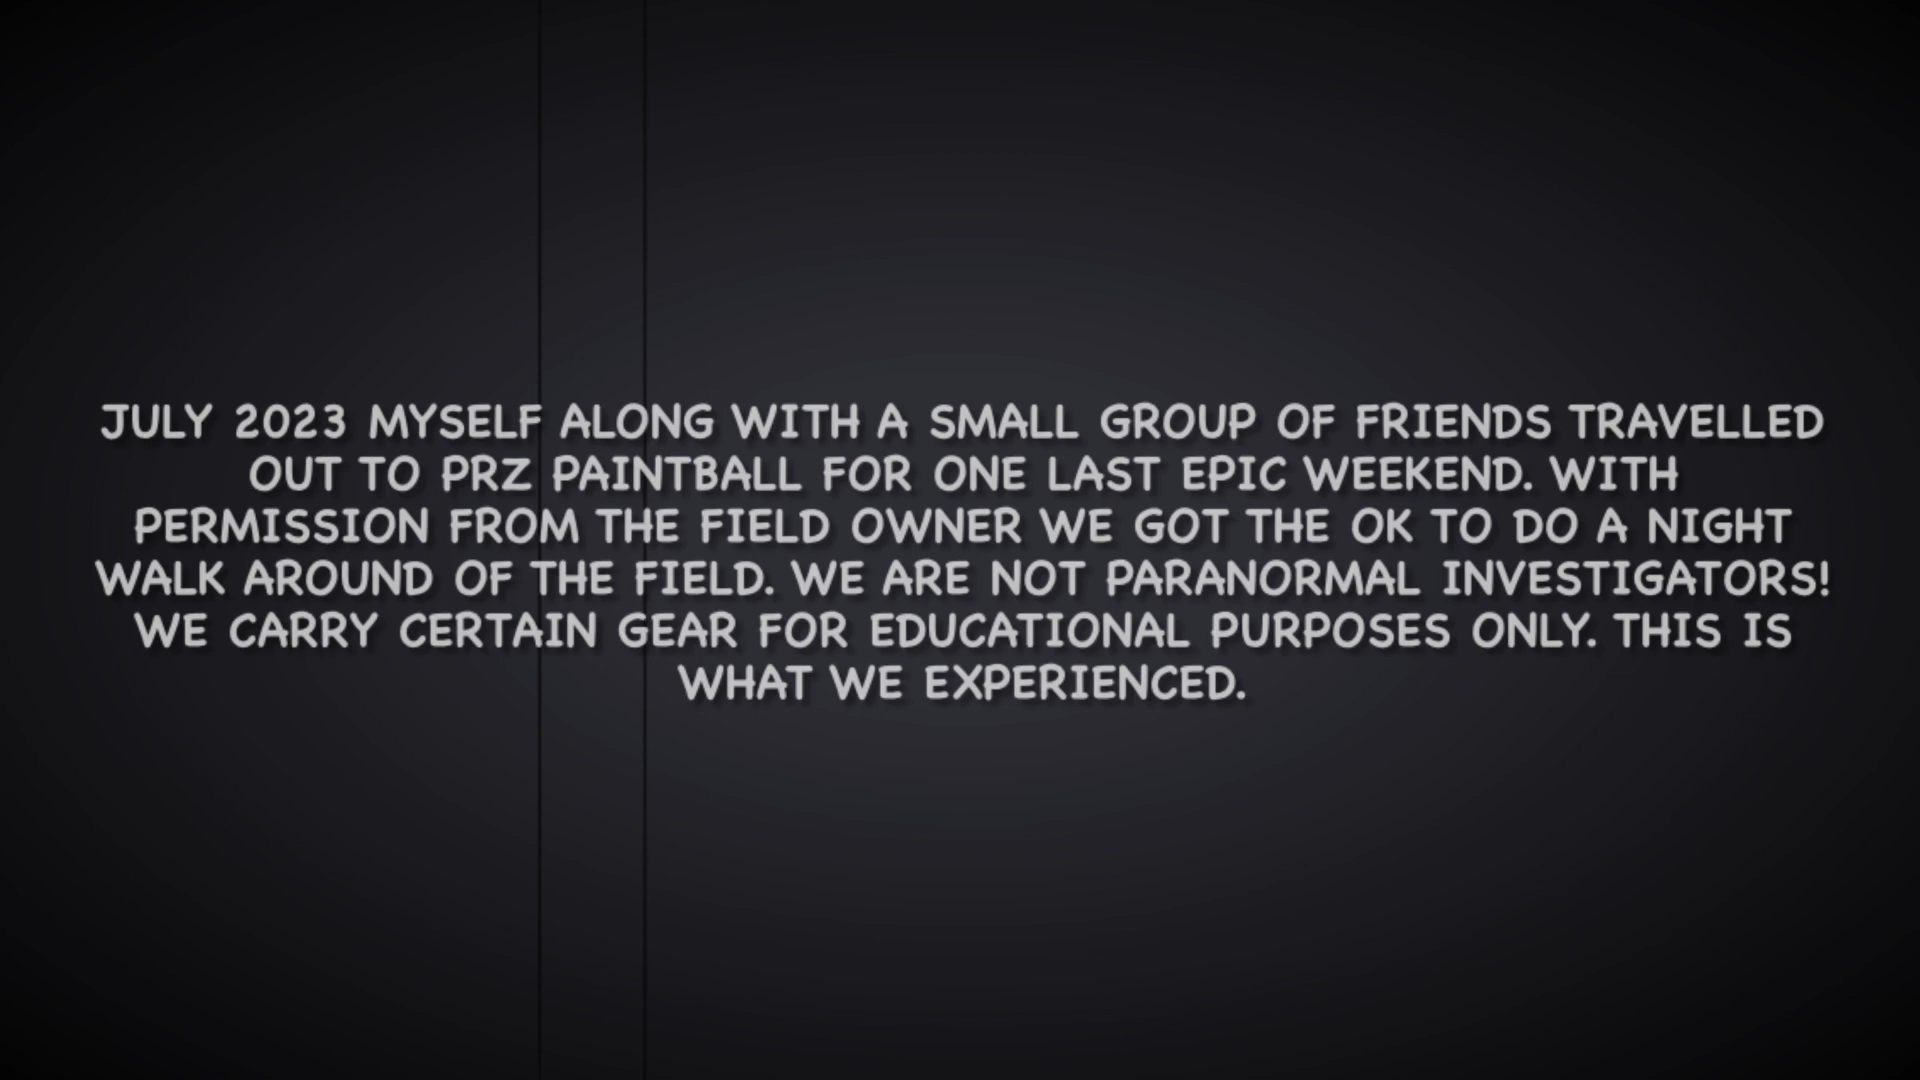 JULY 2023 MYSELF ALONG WITH A SMALL GROUP OF FRIENDS TRAVELLED
OUT TO PRZ PAINTBALL FOR ONE LAST EPIC WEEKEND. WITH
PERMISSION FROM THE FIELD OWNER WE GOT THE OK TO DO A NIGHT
WALK AROUND OF THE FIELD. WE ARE NOT PARANORMAL INVESTIGATORS!
WE CARRY CERTAIN GEAR FOR EDUCATIONAL PURPOSES ONLY. THIS IS
WHAT WE EXPERIENCED.